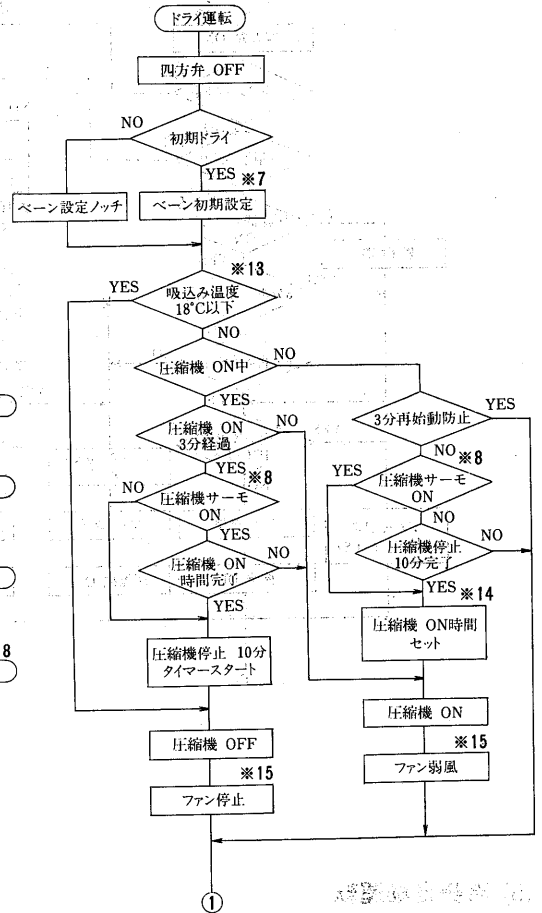 ドライ運転
四方弁 OFF
NO
初期ドライ
YES ※7
ベーン設定ノッチ
ベーン初期設定
※13
YES
吸込み温度
18°C以下
NO
圧縮機 ON中
NO
YES
圧縮機 ON
3分経過
NO
3分再始動防止
YES
YES ※8
NO ※8
NO
圧縮機サーモ
ON
YES
圧縮機サーモ
ON
YES
NO
圧縮機 ON
時間完了
NO
圧縮機停止
10分完了
NO
YES
YES ※14
圧縮機 ON時間
セット
8
圧縮機停止 10分
タイマースタート
圧縮機 ON
圧縮機 OFF
※15
ファン弱風
※15
ファン停止
1